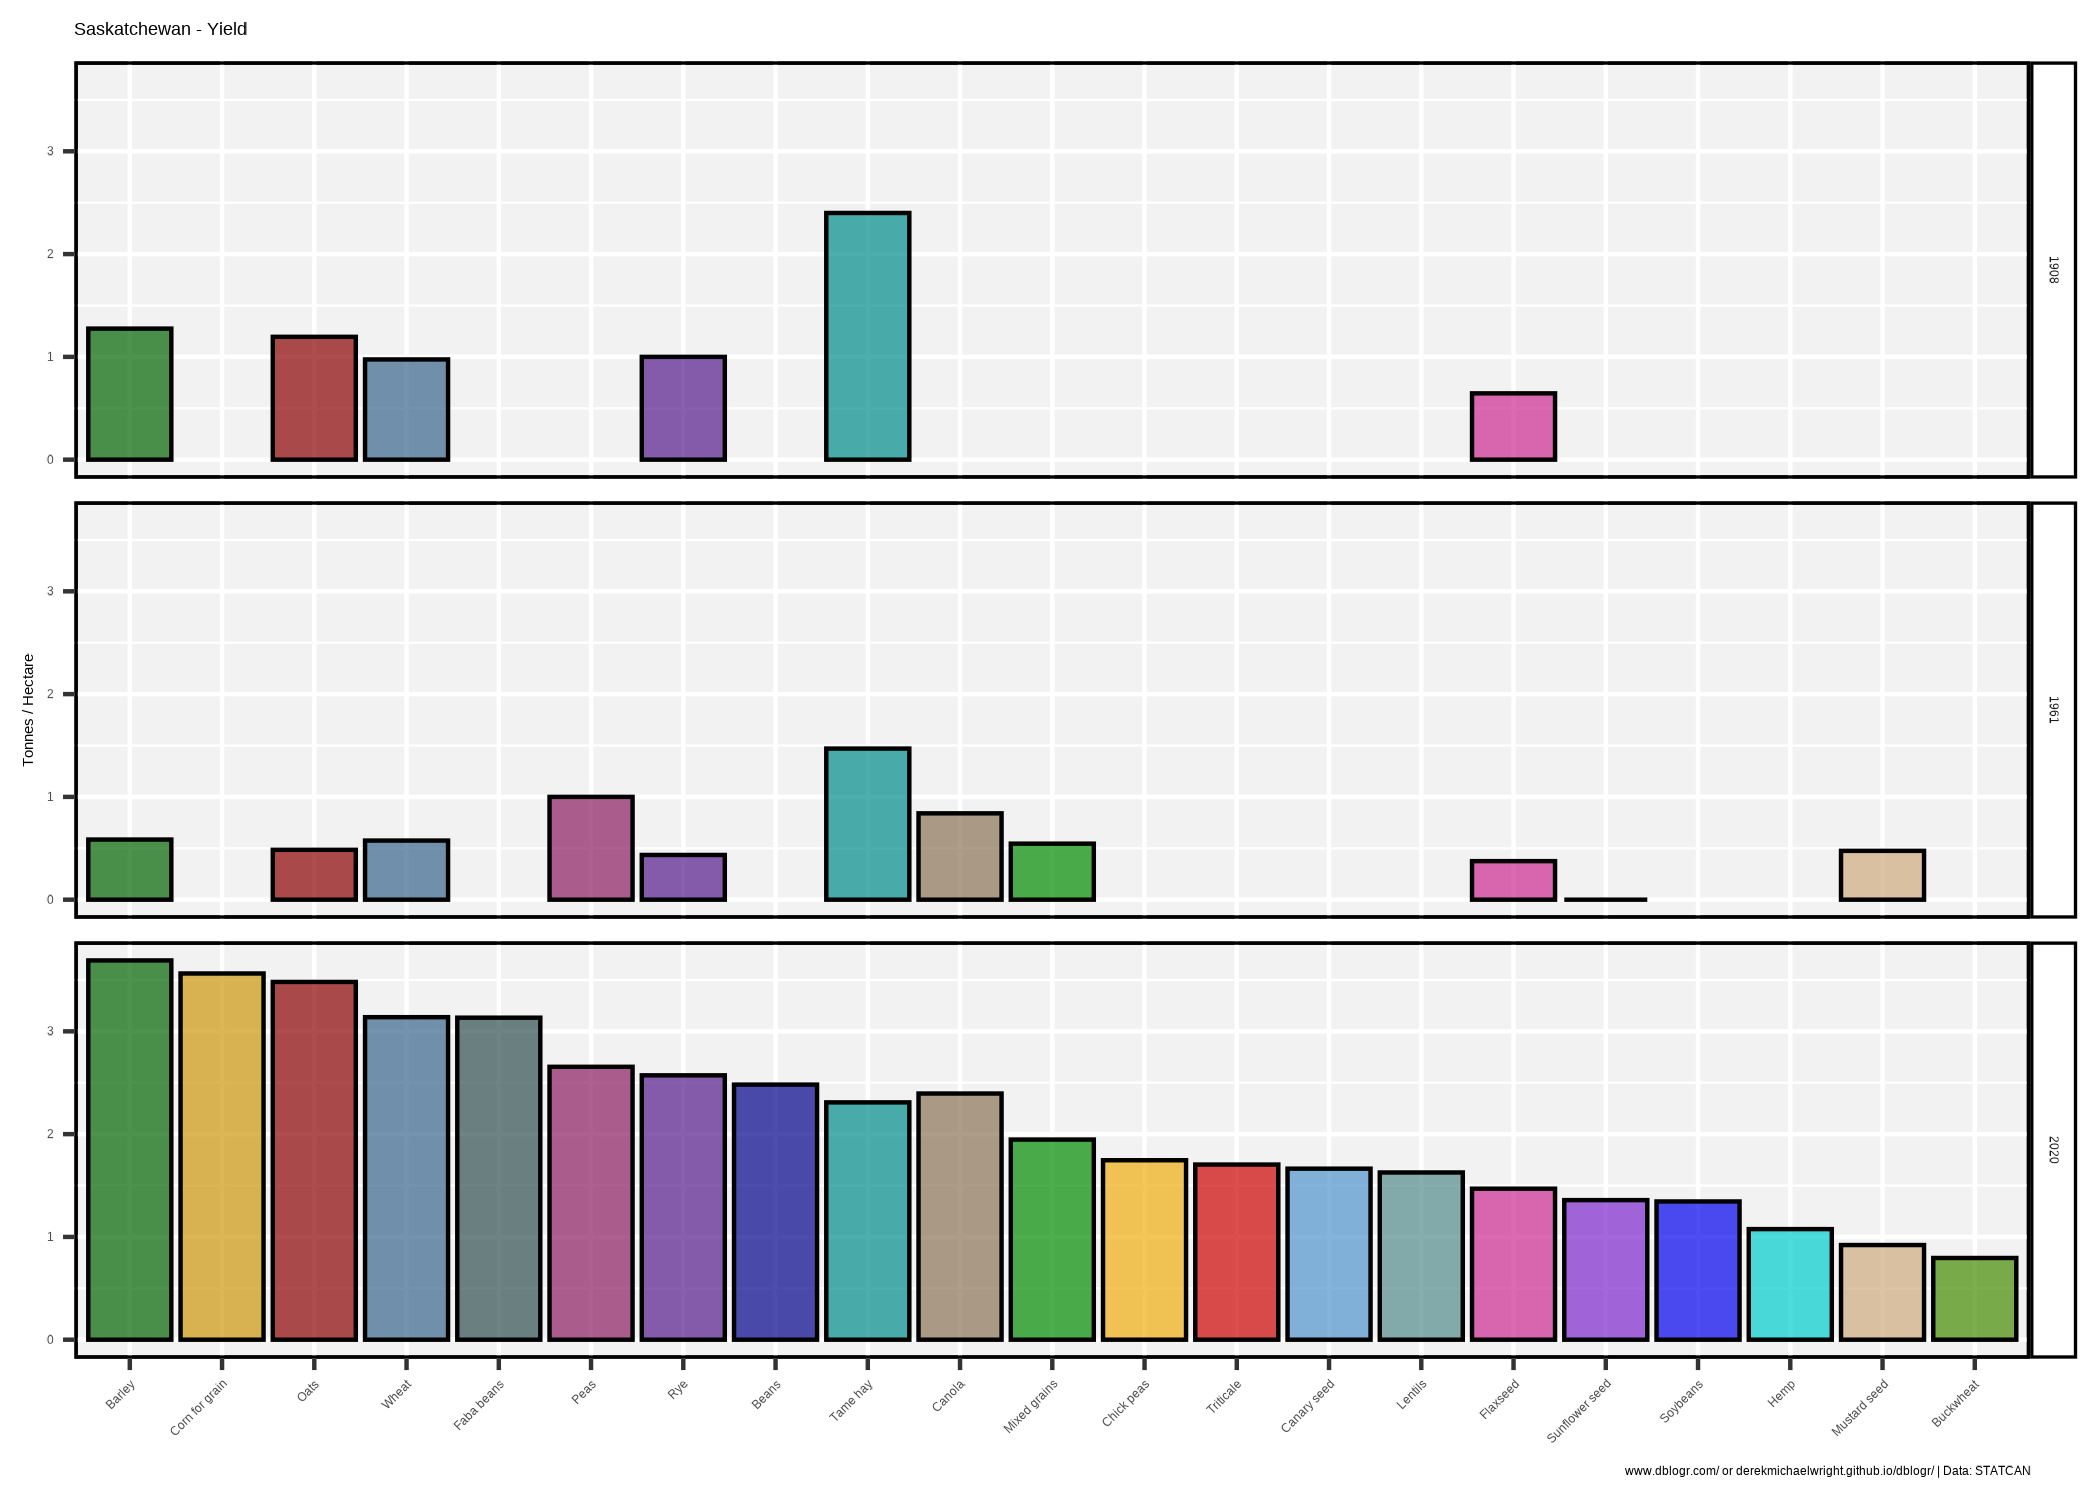 Saskatchewan - Yield
3
2
1
0
1908
Tonnes / Hectare
3
2
1
0
1961
3
2
1
0
2020
Barley
Corn for grain
Oats
Wheat
Faba beans
Peas
Rye
Beans
Tame hay
Canola
Mixed grains
Chick peas
Triticale
Canary seed
Lentils
Flaxseed
Sunflower seed
Soybeans
Hemp
Mustard seed
Buckwheat
www.dblogr.com/ or derekmichaelwright.github.io/dblogr/ | Data: STATCAN